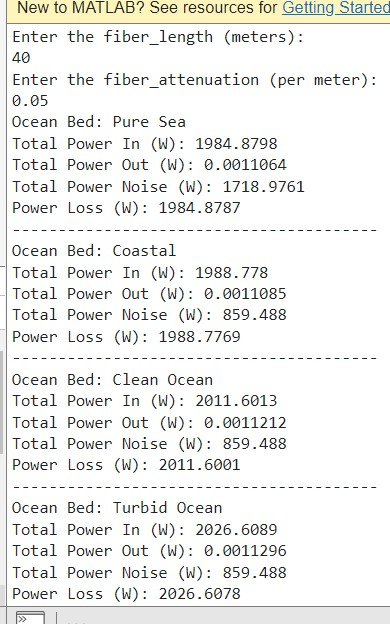 New to MATLAB? See resources for Getting Started
Enter the fiber_length (meters):
40
Enter the fiber_attenuation (per meter):
0.05
Ocean Bed: Pure Sea
Total Power In (W): 1984.8798
Total Power Out (W): 0.0011064
Total Power Noise (W): 1718.9761
Power Loss (W): 1984.8787
--------------------------------------
Ocean Bed: Coastal
Total Power In (W): 1988.778
Total Power Out (W): 0.0011085
Total Power Noise (W): 859.488
Power Loss (W): 1988.7769
--------------------------------------
Ocean Bed: Clean Ocean
Total Power In (W): 2011.6013
Total Power Out (W): 0.0011212
Total Power Noise (W): 859.488
Power Loss (W): 2011.6001
--------------------------------------
Ocean Bed: Turbid Ocean
Total Power In (W): 2026.6089
Total Power Out (W): 0.0011296
Total Power Noise (W): 859.488
Power Loss (W): 2026.6078